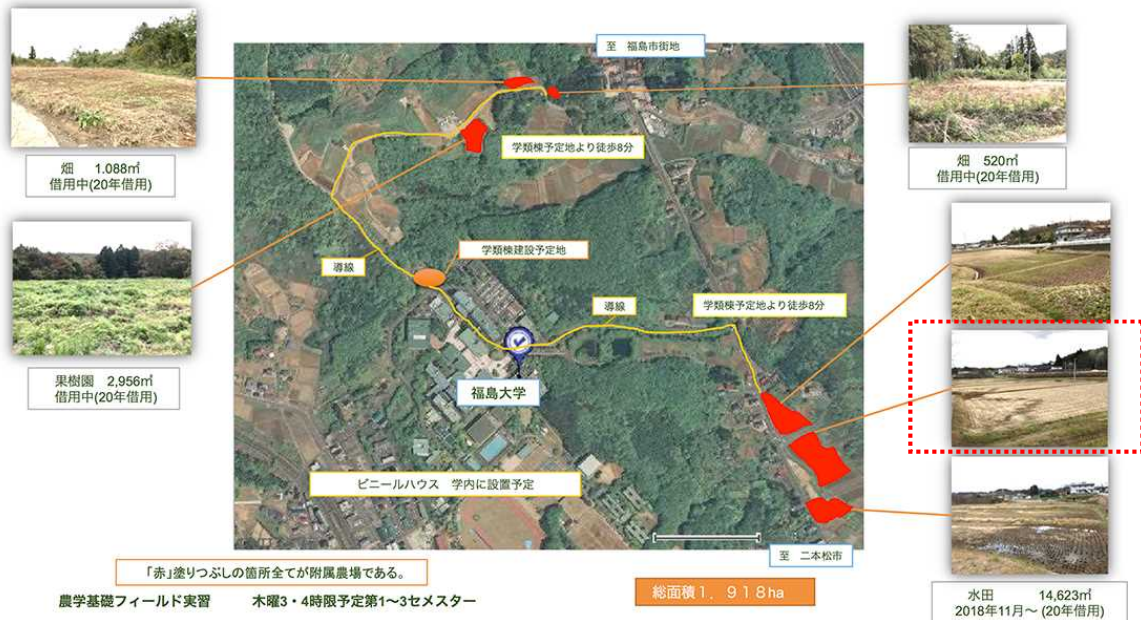 至 福島市街地
畑 1.088㎡
借用中(20年借用)
学類棟予定地より徒歩8分
畑 520㎡
借用中(20年借用)
学類棟建設予定地
導線
導線
学類棟予定地より徒歩8分
果樹園 2,956㎡
借用中(20年借用)
福島大学
ビニールハウス 学内に設置予定
至 二本松市
「赤」塗りつぶしの箇所全てが附属農場である。
農学基礎フィールド実習 木曜3・4時限予定第1~3セメスター
総面積1.918ha
水田 14,623㎡
2018年11月~ (20年借用)